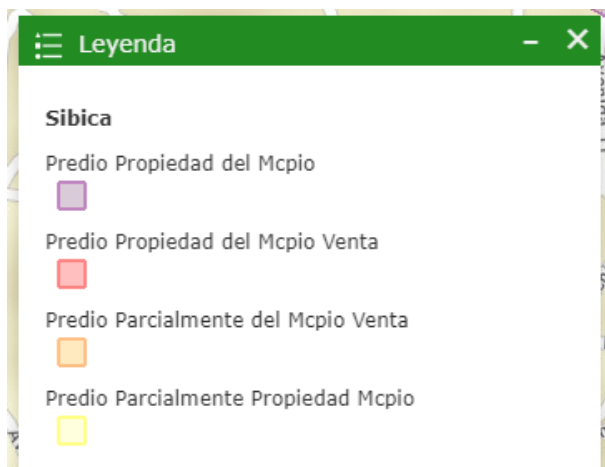 Leyenda
Sibica
Predio Propiedad del Mcpio
Predio Propiedad del Mcpio Venta
Predio Parcialmente del Mcpio Venta
Predio Parcialmente Propiedad Mcpio